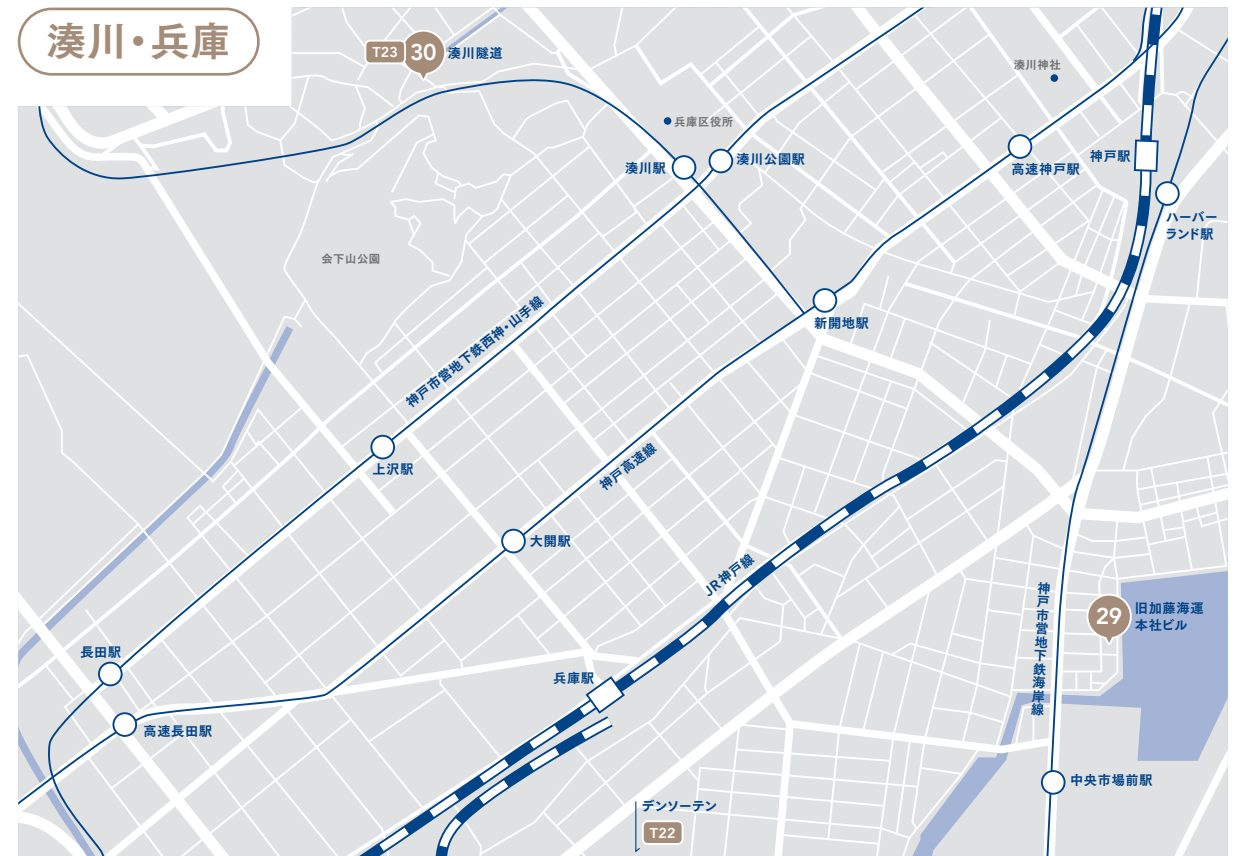 湊川・兵庫
T23
30
湊川隧道
湊川神社
兵庫区役所
湊川駅
湊川公園駅
高速神戸駅
神戸駅
ハーバー
ランド駅
会下山公園
神戸市営地下鉄西神・山手線
新開地駅
上沢駅
神戸高速線
大開駅
JR神戸線
神戸市営地下鉄海岸線
29
旧加藤海運
本社ビル
長田駅
兵庫駅
高速長田駅
中央市場前駅
デンソーテン
T22